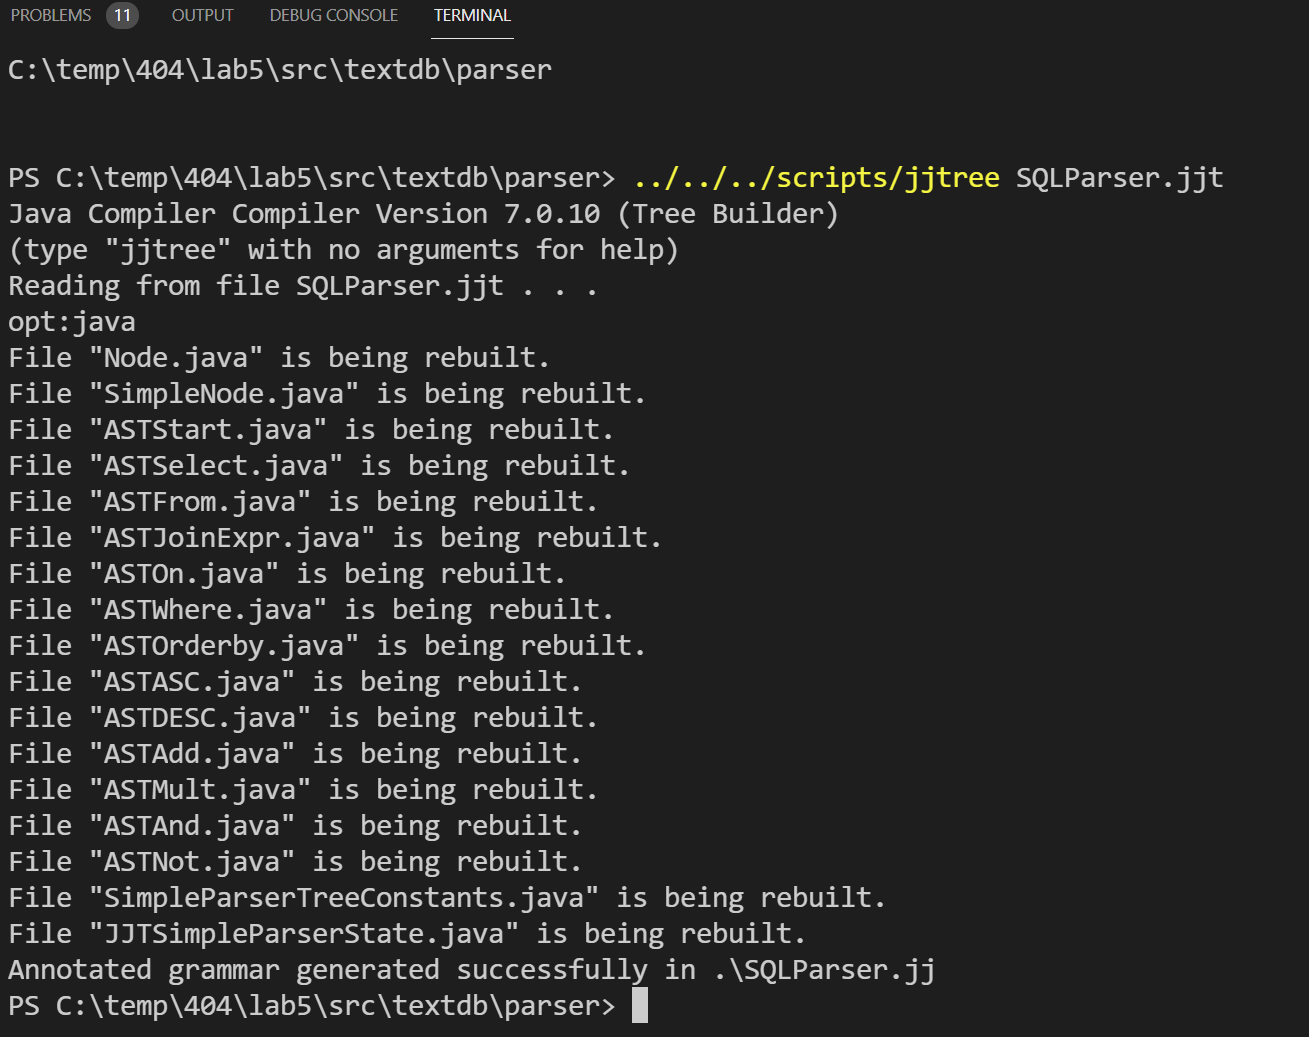 PROBLEMS 11 OUTPUT DEBUG CONSOLE TERMINAL
C:\temp\404\lab5\src\textdb\parser
PS C:\temp\404\lab5\src\textdb\parser> ../../../scripts/jjtree SQLParser.jjt
Java Compiler Compiler Version 7.0.10 (Tree Builder)
(type "jjtree" with no arguments for help)
Reading from file SQLParser.jjt . . .
opt:java
File "Node.java" is being rebuilt.
File "SimpleNode.java" is being rebuilt.
File "ASTStart.java" is being rebuilt.
File "ASTSelect.java" is being rebuilt.
File "ASTFrom.java" is being rebuilt.
File "ASTJoinExpr.java" is being rebuilt.
File "ASTOn.java" is being rebuilt.
File "ASTWhere.java" is being rebuilt.
File "ASTOrderby.java" is being rebuilt.
File "ASTASC.java" is being rebuilt.
File "ASTDESC.java" is being rebuilt.
File "ASTAdd.java" is being rebuilt.
File "ASTMult.java" is being rebuilt.
File "ASTAnd.java" is being rebuilt.
File "ASTNot.java" is being rebuilt.
File "SimpleParserTreeConstants.java" is being rebuilt.
File "JJTSimpleParserState.java" is being rebuilt.
Annotated grammar generated successfully in .\SQLParser.jj
PS C:\temp\404\lab5\src\textdb\parser>